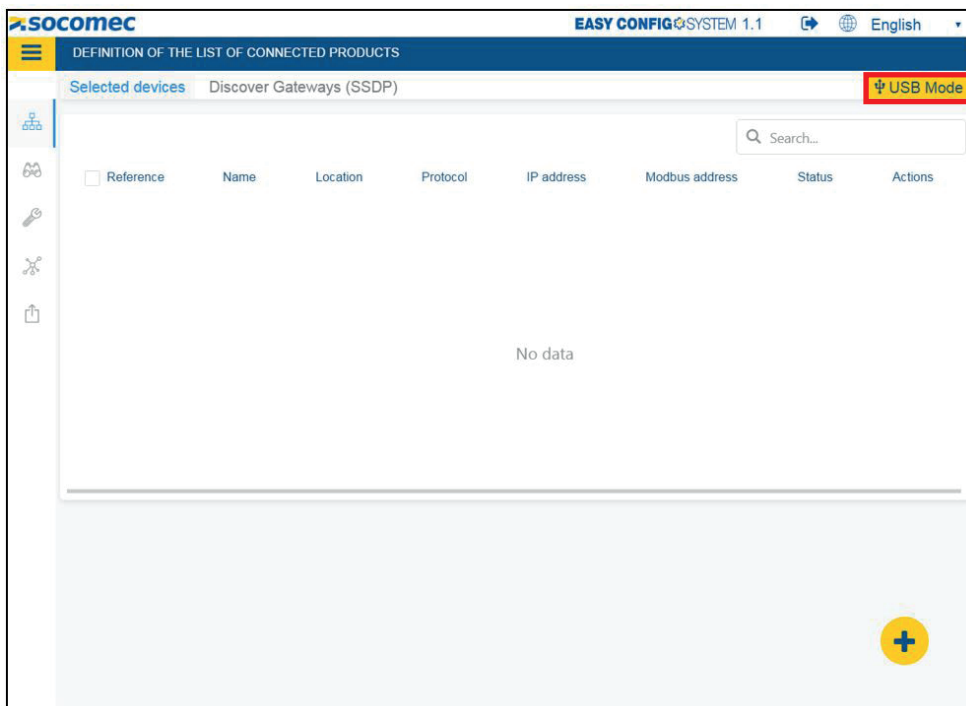 socomec EASY CONFIG SYSTEM 1.1 English
DEFINITION OF THE LIST OF CONNECTED PRODUCTS
Selected devices Discover Gateways (SSDP) USB Mode
Search...
Reference Name Location Protocol IP address Modbus address Status Actions
No data